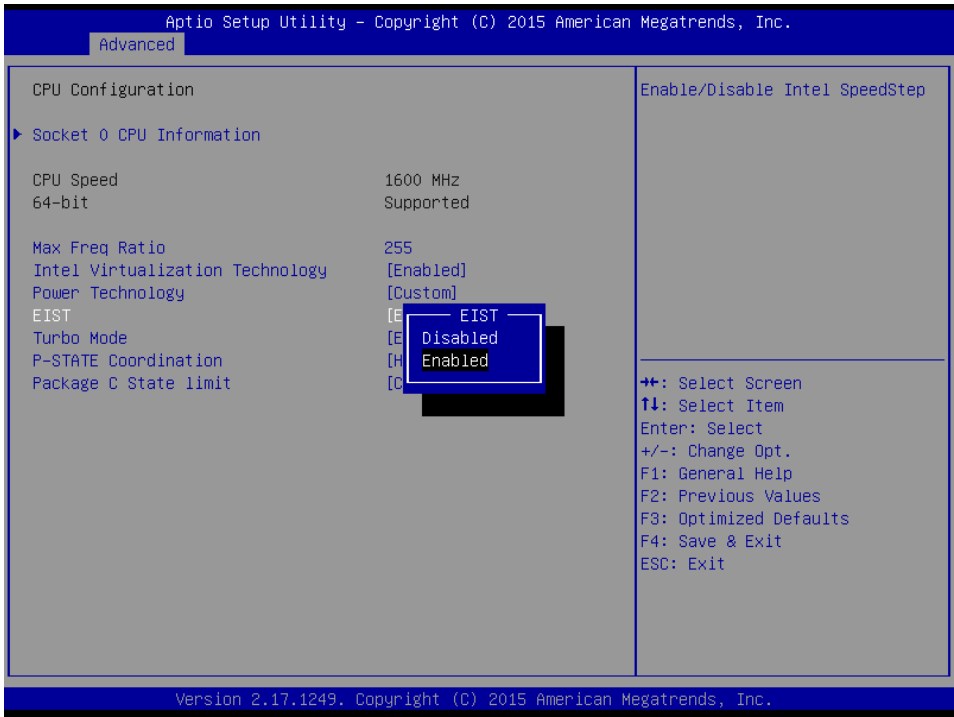 Aptio Setup Utility – Copyright (C) 2015 American Megatrends, Inc.
Advanced
CPU Configuration
Socket 0 CPU Information
CPU Speed 1600 MHz
64-bit Supported
Max Freq Ratio 255
Intel Virtualization Technology [Enabled]
Power Technology [Custom]
EIST [E
Turbo Mode [E
P-STATE Coordination [H
Package C State limit [C
EIST
Disabled
Enabled
Enable/Disable Intel SpeedStep
→←: Select Screen
↑↓: Select Item
Enter: Select
+/-: Change Opt.
F1: General Help
F2: Previous Values
F3: Optimized Defaults
F4: Save & Exit
ESC: Exit
Version 2.17.1249. Copyright (C) 2015 American Megatrends, Inc.